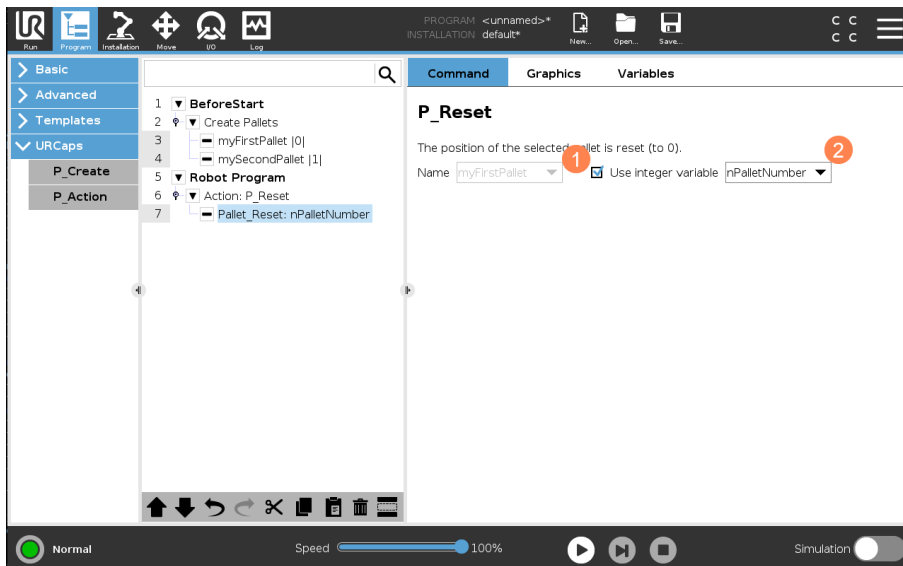 UR
Run
Program
Installation
Move
I/O
Log
PROGRAM <unnamed>*
INSTALLATION default*
New...
Open...
Save...
C C
C C
Basic
Advanced
Templates
URCaps
P_Create
P_Action
1 BeforeStart
2 Create Pallets
3 myFirstPallet |0|
4 mySecondPallet |1|
5 Robot Program
6 Action: P_Reset
7 Pallet_Reset: nPalletNumber
Command Graphics Variables
P_Reset
The position of the selected pallet is reset (to 0).
1
2
Name myFirstPallet Use integer variable nPalletNumber
Normal
Speed 100%
Simulation